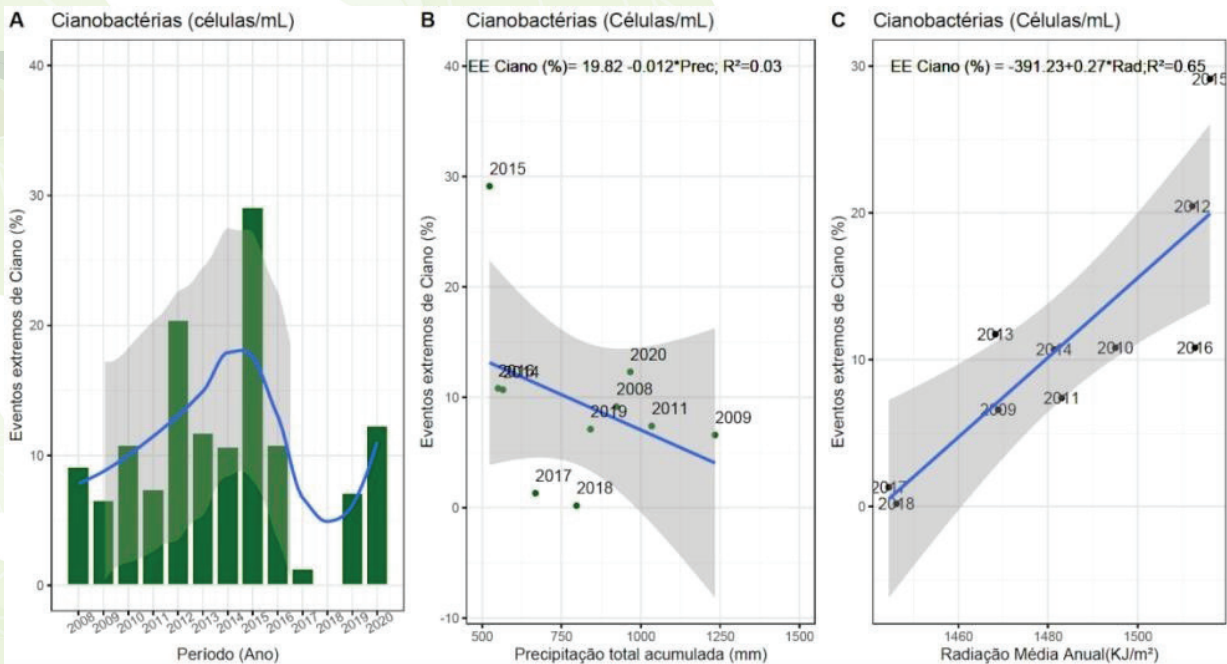 A Cianobactérias (células/mL)
Eventos extremos de Ciano (%)
40
30
20
10
0
2008 2009 2010 2011 2012 2013 2014 2015 2016 2017 2018 2019 2020
Período (Ano)
B Cianobactérias (Células/mL)
EE Ciano (%)= 19.82 -0.012*Prec; R²=0.03
Eventos extremos de Ciano (%)
40
30
20
10
0
-10
2015
2014
2020
2008
2019
2011
2009
2017
2018
500 750 1000 1250 1500
Precipitação total acumulada (mm)
C Cianobactérias (Células/mL)
EE Ciano (%) = -391.23+0.27*Rad;R²=0.65
Eventos extremos de Ciano (%)
30
20
10
0
2015
2012
2013
2014
2010
2016
2011
2009
2017
2018
1460 1480 1500
Radiação Média Anual(KJ/m²)